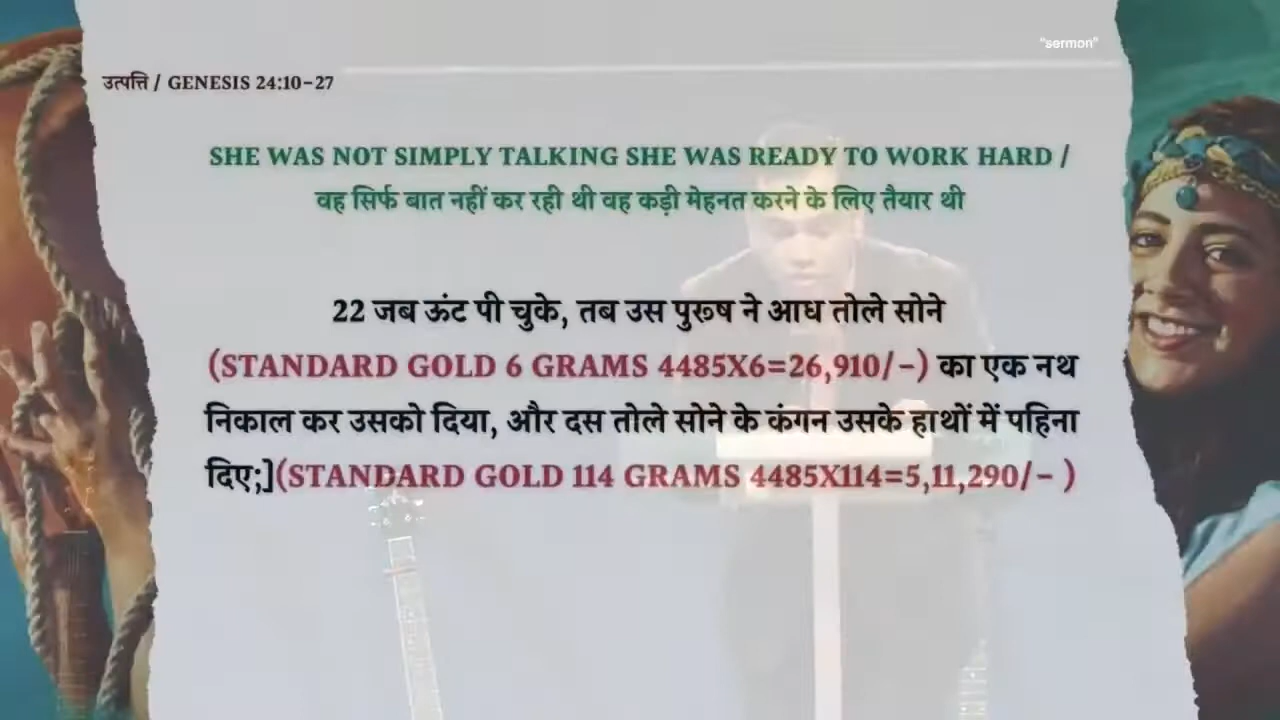 "sermon"
उत्पत्ति / GENESIS 24:10-27
SHE WAS NOT SIMPLY TALKING SHE WAS READY TO WORK HARD /
वह सिर्फ बात नहीं कर रही थी वह कड़ी मेहनत करने के लिए तैयार थी
22 जब ऊंट पी चुके, तब उस पुरूष ने आध तोले सोने
(STANDARD GOLD 6 GRAMS 4485X6=26,910/-) का एक नथ
निकाल कर उसको दिया, और दस तोले सोने के कंगन उसके हाथों में पहिना
दिए;](STANDARD GOLD 114 GRAMS 4485X114=5,11,290/- )